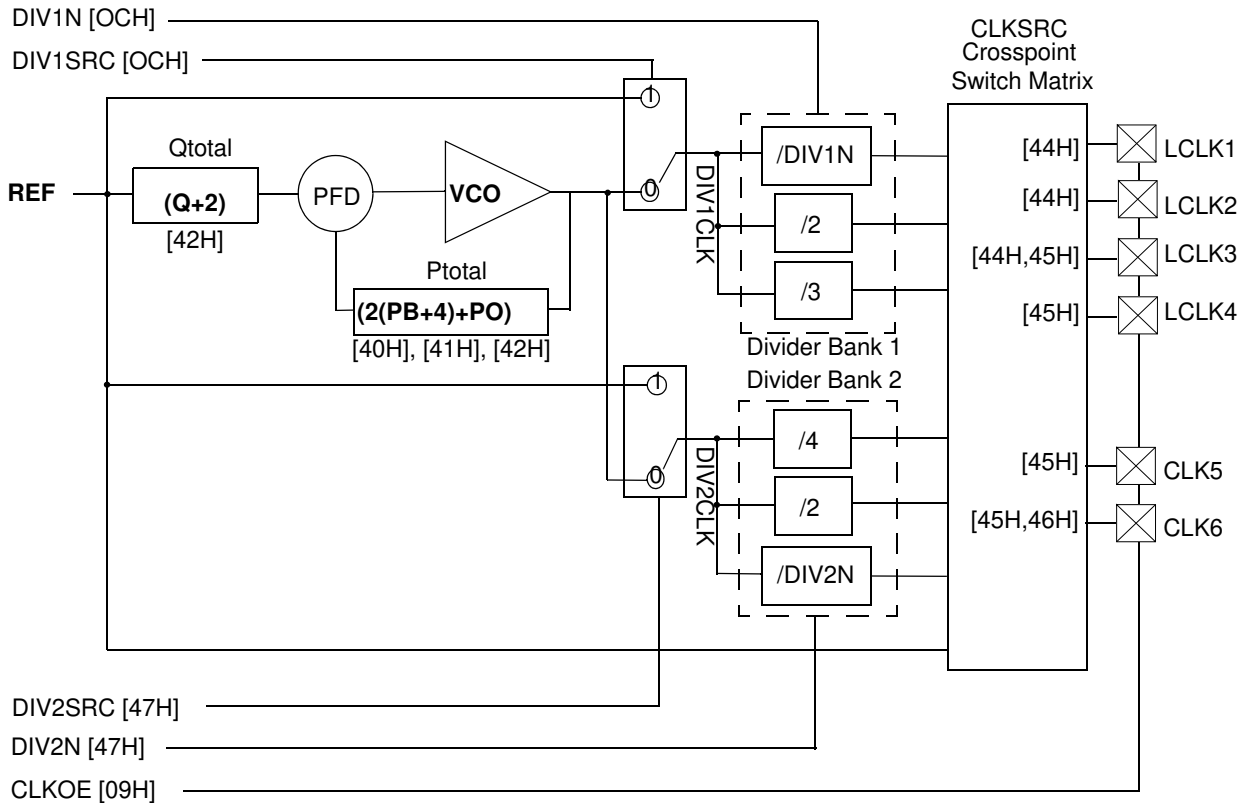 DIV1N [OCH]
DIV1SRC [OCH]
CLKSRC
Crosspoint
Switch Matrix
1
Qtotal
REF
(Q+2)
[42H]
PFD
VCO
0
DIV1CLK
/DIV1N
/2
/3
Ptotal
(2(PB+4)+PO)
[40H], [41H], [42H]
Divider Bank 1
Divider Bank 2
1
0
DIV2CLK
/4
/2
/DIV2N
[44H]
LCLK1
[44H]
LCLK2
[44H,45H]
LCLK3
[45H]
LCLK4
[45H]
CLK5
[45H,46H]
CLK6
DIV2SRC [47H]
DIV2N [47H]
CLKOE [09H]